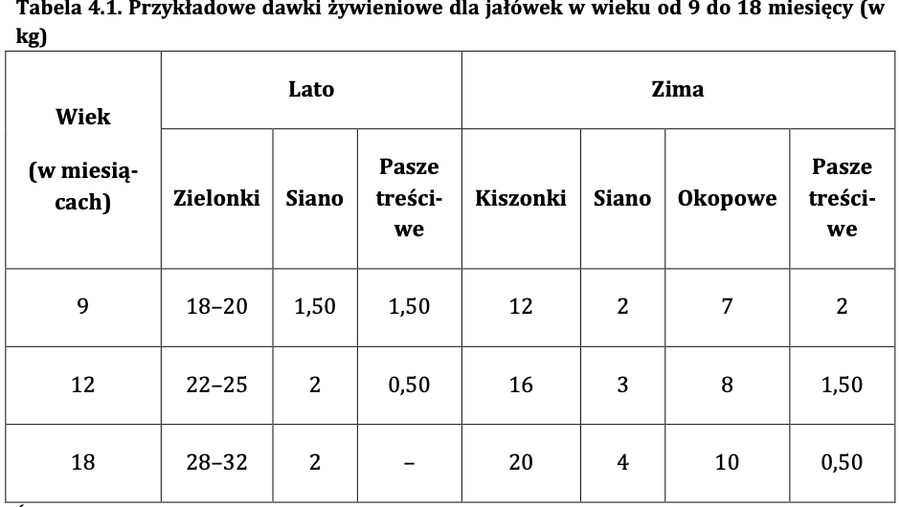 Tabela 4.1. Przykładowe dawki żywieniowe dla jałówek w wieku od 9 do 18 miesięcy (w
kg)
Wiek
(w miesią-
cach)
Lato
Zima
Zielonki
Siano
Pasze
treści-
we
Kiszonki
Siano
Okopowe
Pasze
treści-
we
9 18–20 1,50 1,50 12 2 7 2
12 22–25 2 0,50 16 3 8 1,50
18 28–32 2 – 20 4 10 0,50